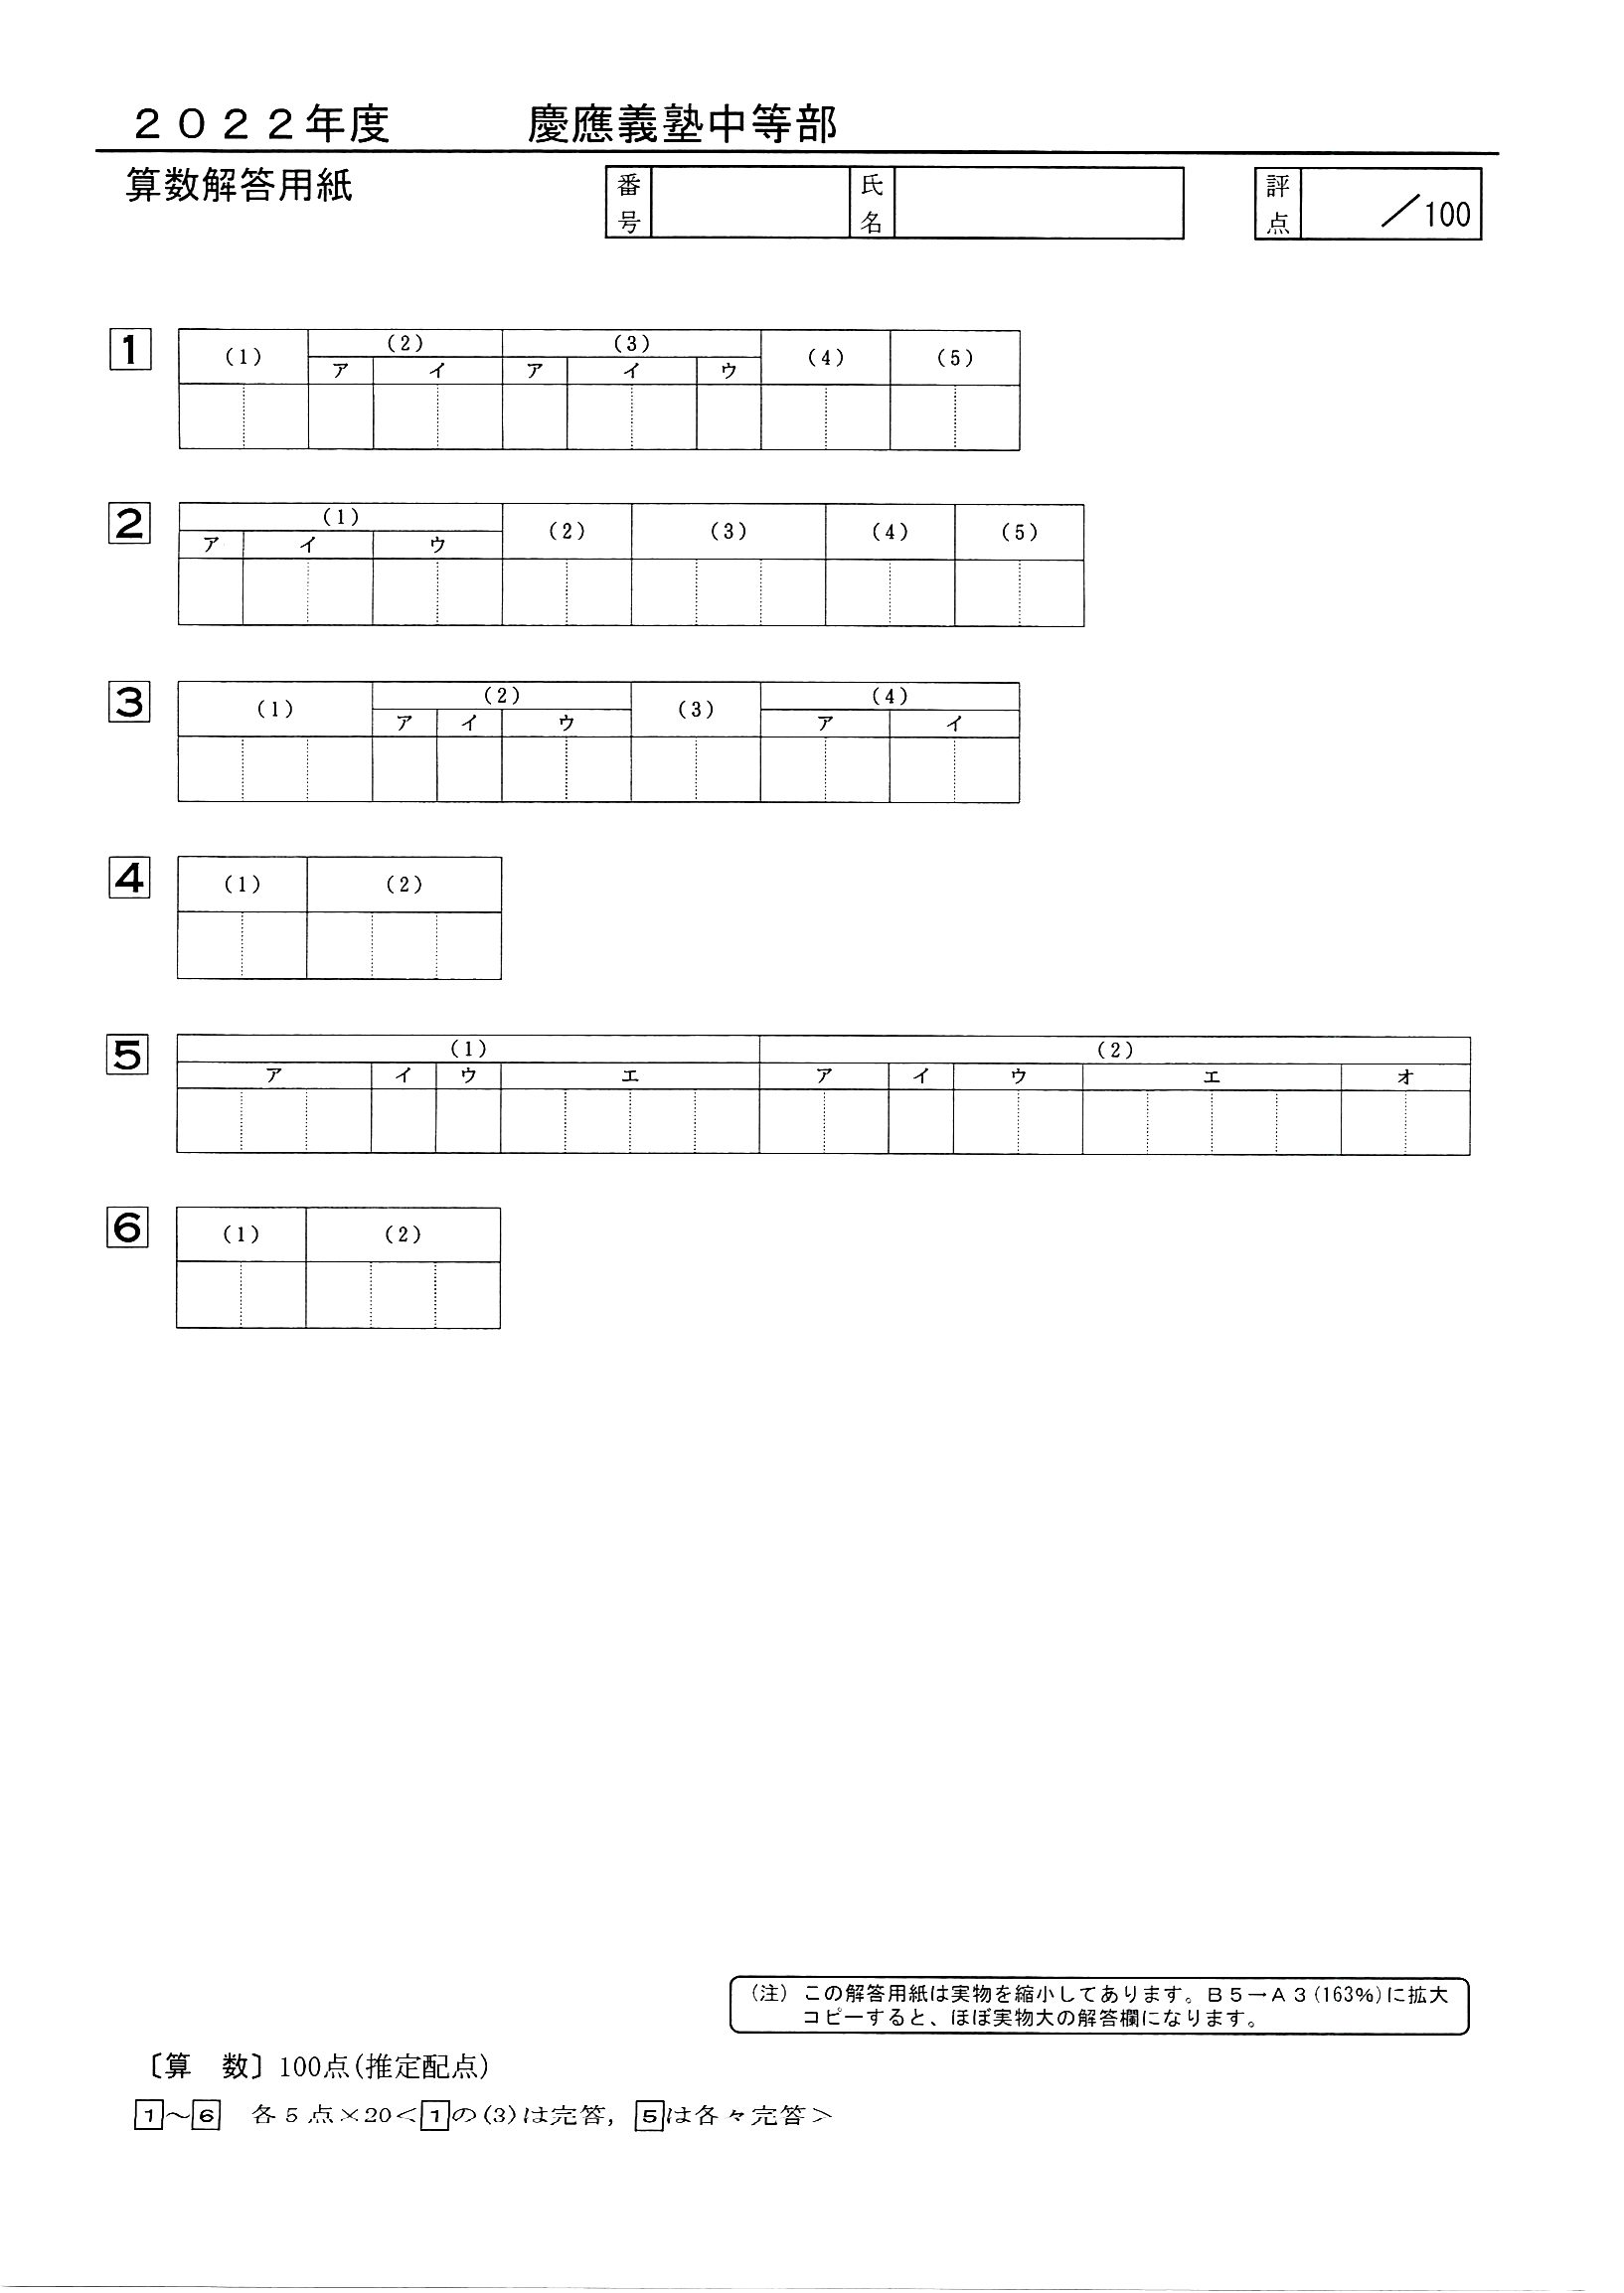 ２０２２年度 慶應義塾中等部
算数解答用紙 番号 氏名 評点 ／100
1 (1) (2) (3) (4) (5)
ア イ ア イ ウ
2 (1) (2) (3) (4) (5)
ア イ ウ
3 (1) (2) (3) (4)
ア イ ウ ア イ
4 (1) (2)
5 (1) (2)
ア イ ウ エ ア イ ウ エ オ
6 (1) (2)
（注）この解答用紙は実物を縮小してあります。Ｂ５→Ａ３(163%)に拡大
コピーすると、ほぼ実物大の解答欄になります。
〔算　数〕100点(推定配点)
1～6　各５点×20＜1の(3)は完答，5は各々完答＞